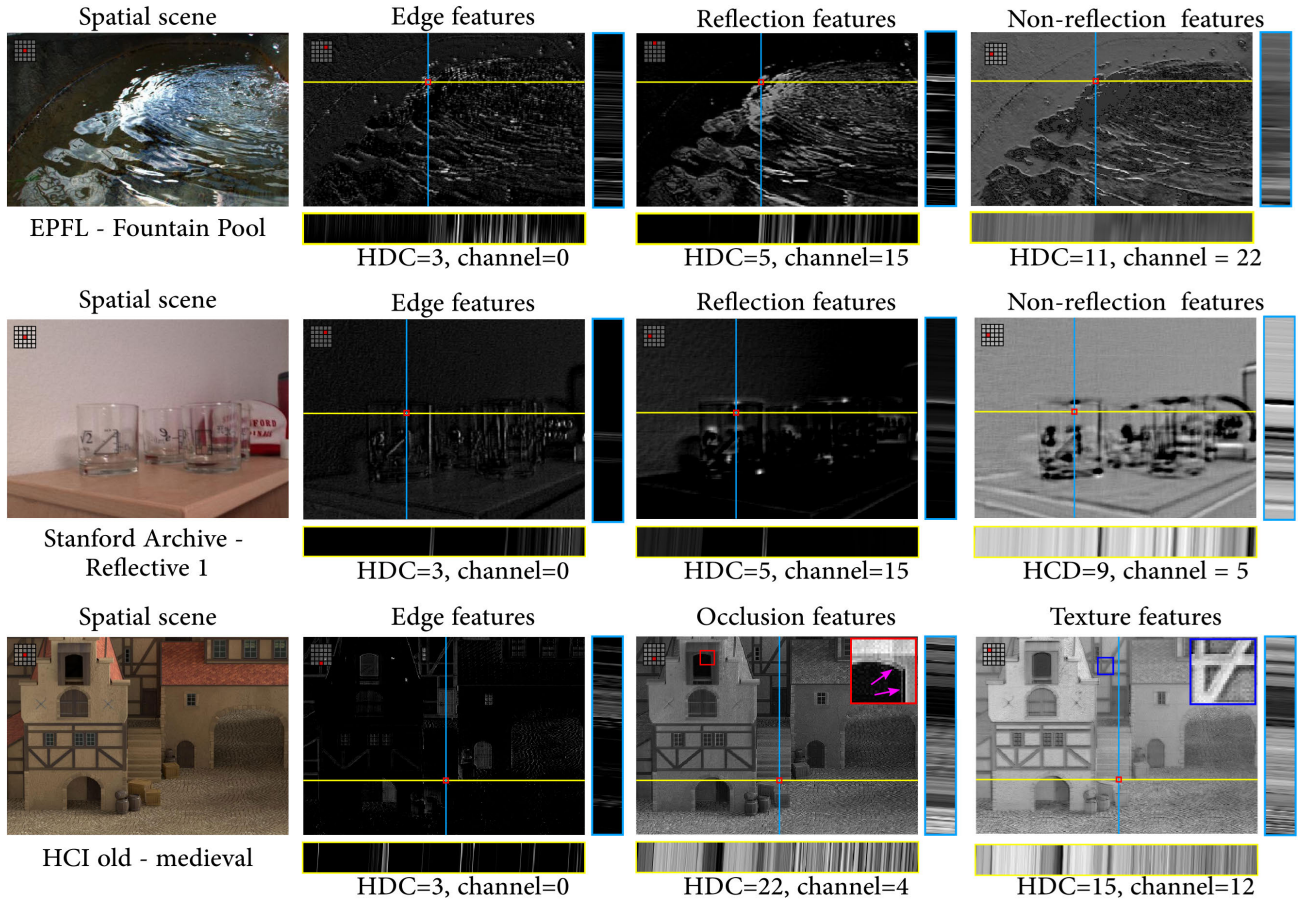 Spatial scene
Edge features
Reflection features
Non-reflection features
EPFL - Fountain Pool
HDC=3, channel=0
HDC=5, channel=15
HDC=11, channel = 22
Spatial scene
Edge features
Reflection features
Non-reflection features
Stanford Archive -
Reflective 1
HDC=3, channel=0
HDC=5, channel=15
HCD=9, channel = 5
Spatial scene
Edge features
Occlusion features
Texture features
HCI old - medieval
HDC=3, channel=0
HDC=22, channel=4
HDC=15, channel=12